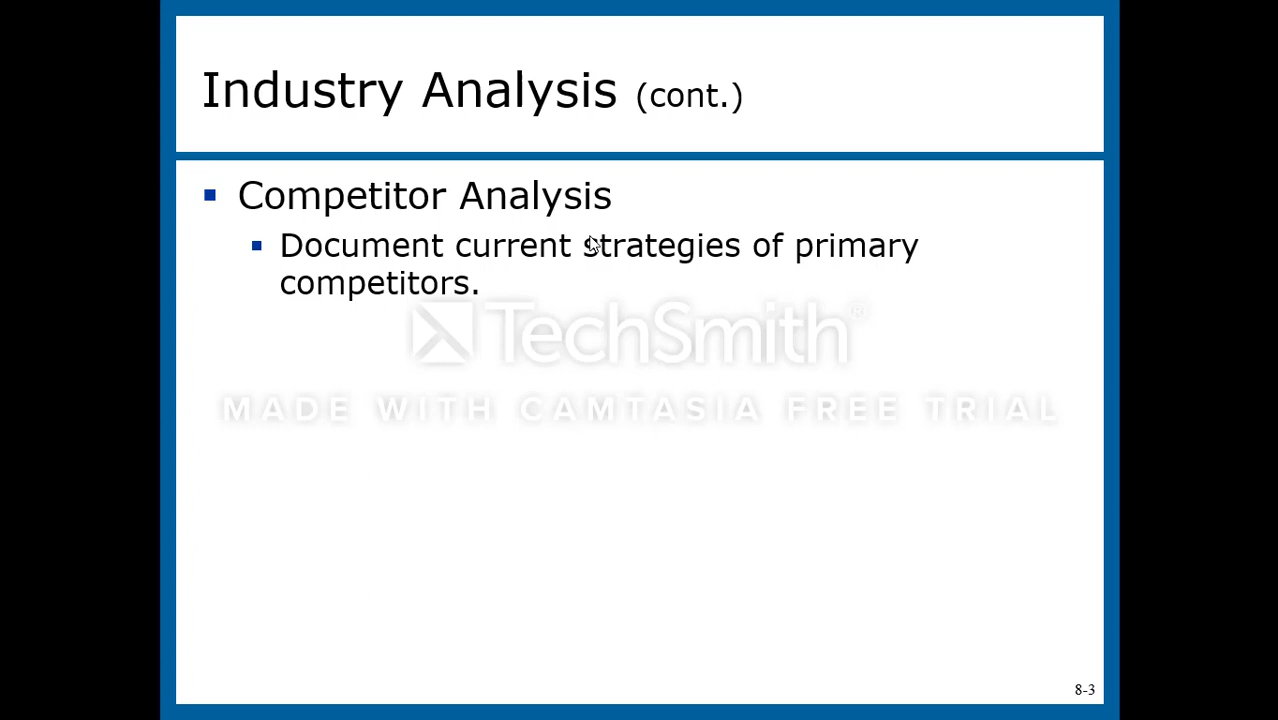 Industry Analysis (cont.)
Competitor Analysis
Document current strategies of primary
competitors.
TechSmith®
MADE WITH CAMTASIA FREE TRIAL
8-3